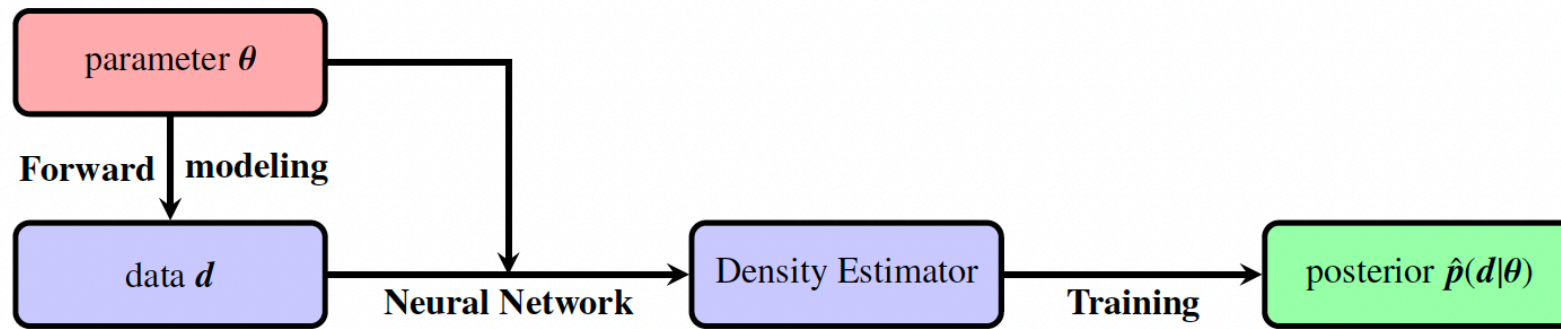 parameter θ
Forward modeling
data d
Neural Network
Density Estimator
Training
posterior p̂(d|θ)